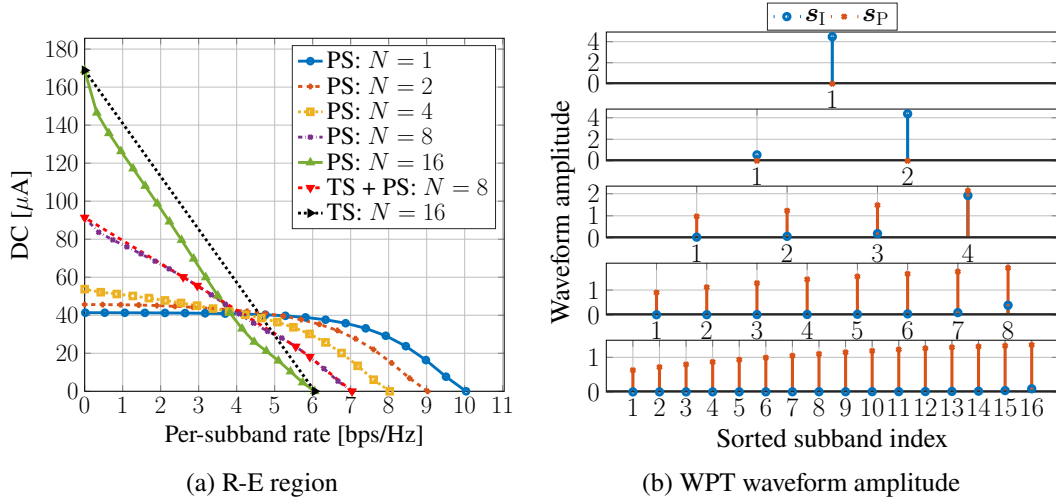 180
160
140
120
100
80
60
40
20
0
DC [μA]
0 1 2 3 4 5 6 7 8 9 10 11
Per-subband rate [bps/Hz]
PS: N = 1
PS: N = 2
PS: N = 4
PS: N = 8
PS: N = 16
TS + PS: N = 8
TS: N = 16
(a) R-E region
s_I s_P
Waveform amplitude
4
2
0
1
4
2
0
1 2
2
1
0
1 2 3 4
1
0
1 2 3 4 5 6 7 8
1
0
1 2 3 4 5 6 7 8 9 10 11 12 13 14 15 16
Sorted subband index
(b) WPT waveform amplitude